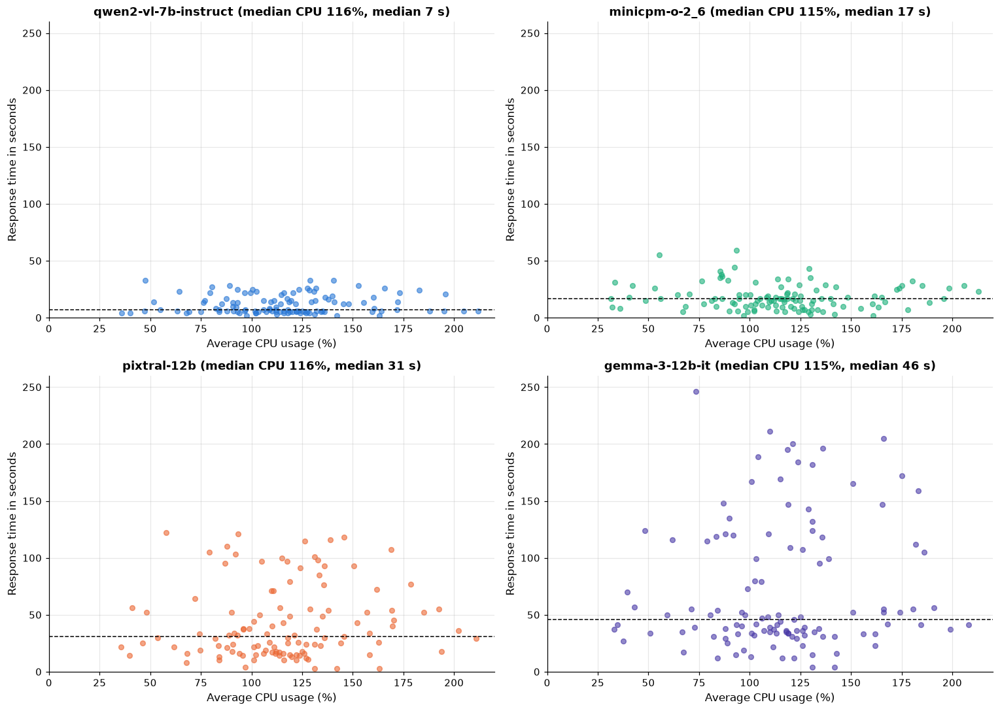 qwen2-vl-7b-instruct (median CPU 116%, median 7 s)
250
200
150
100
50
0
Response time in seconds
0 25 50 75 100 125 150 175 200
Average CPU usage (%)
minicpm-o-2_6 (median CPU 115%, median 17 s)
250
200
150
100
50
0
Response time in seconds
0 25 50 75 100 125 150 175 200
Average CPU usage (%)
pixtral-12b (median CPU 116%, median 31 s)
250
200
150
100
50
0
Response time in seconds
0 25 50 75 100 125 150 175 200
Average CPU usage (%)
gemma-3-12b-it (median CPU 115%, median 46 s)
250
200
150
100
50
0
Response time in seconds
0 25 50 75 100 125 150 175 200
Average CPU usage (%)